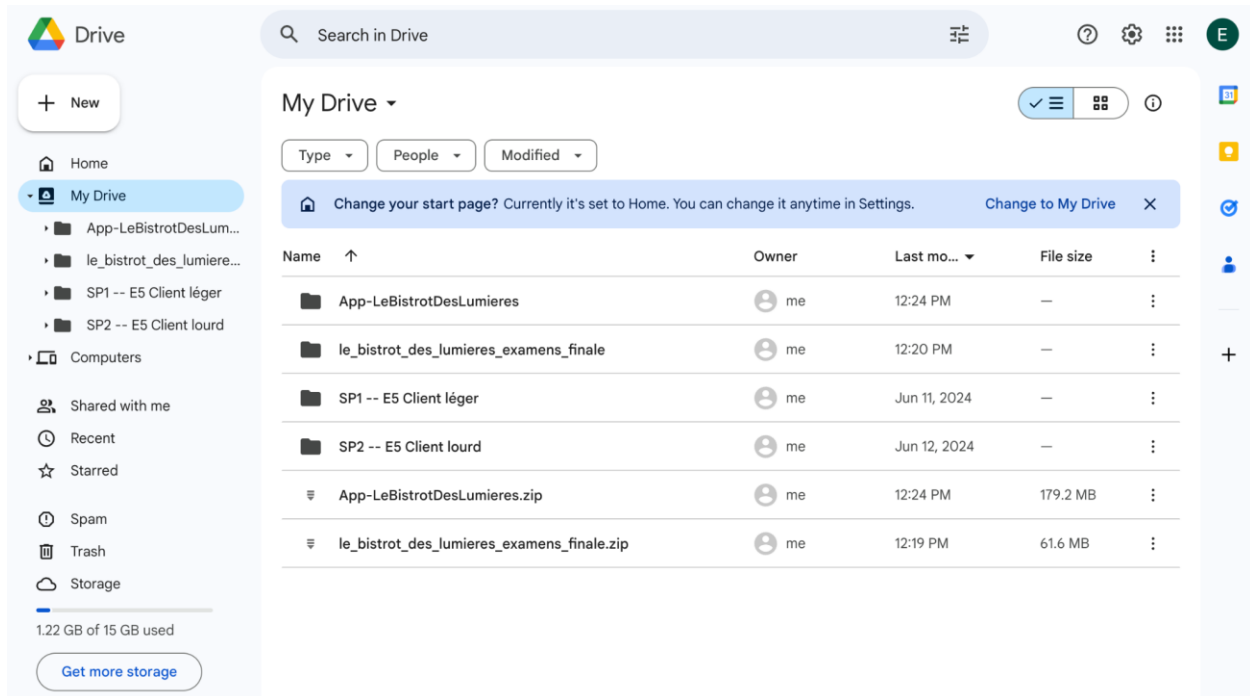 Drive
Search in Drive
E
New
My Drive
31
Type
People
Modified
Home
My Drive
Change your start page? Currently it's set to Home. You can change it anytime in Settings.
Change to My Drive
App-LeBistrotDesLum...
le_bistrot_des_lumiere...
SP1 -- E5 Client léger
SP2 -- E5 Client lourd
Computers
Shared with me
Recent
Starred
Spam
Trash
Storage
1.22 GB of 15 GB used
Get more storage
Name Owner Last mo... File size
App-LeBistrotDesLumieres me 12:24 PM —
le_bistrot_des_lumieres_examens_finale me 12:20 PM —
SP1 -- E5 Client léger me Jun 11, 2024 —
SP2 -- E5 Client lourd me Jun 12, 2024 —
App-LeBistrotDesLumieres.zip me 12:24 PM 179.2 MB
le_bistrot_des_lumieres_examens_finale.zip me 12:19 PM 61.6 MB